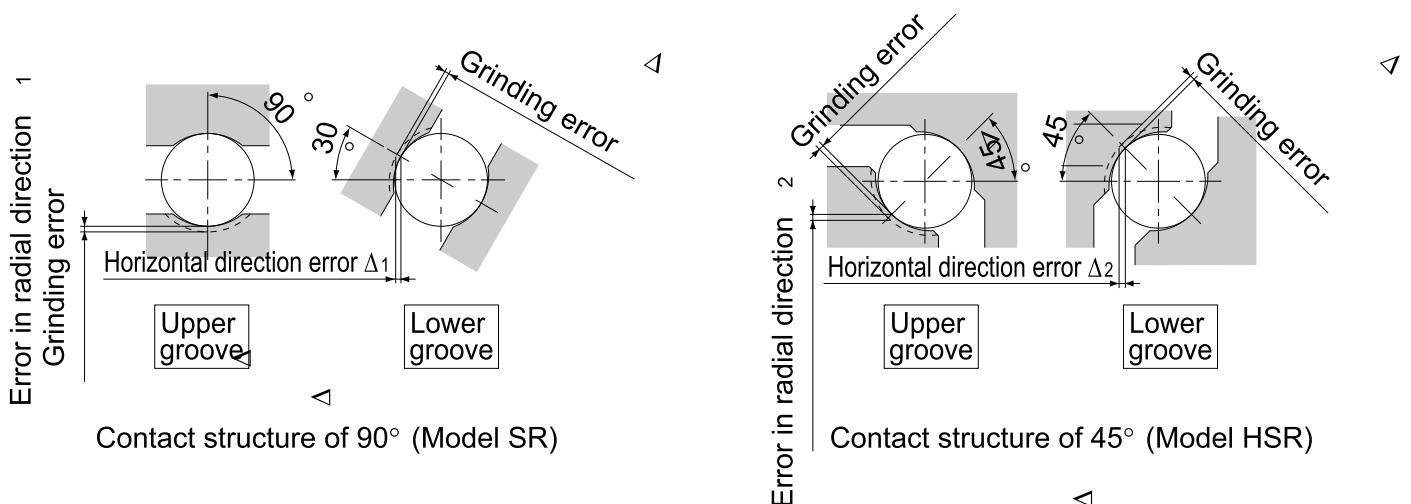 Error in radial direction 1
Grinding error
90°
30°
Grinding error
Δ
Horizontal direction error Δ1
Upper
groove
Lower
groove
Δ
Δ
Contact structure of 90° (Model SR)
Error in radial direction 2
Grinding error
45°
Δ
45°
Grinding error
Δ
Horizontal direction error Δ2
Upper
groove
Lower
groove
Contact structure of 45° (Model HSR)
Δ